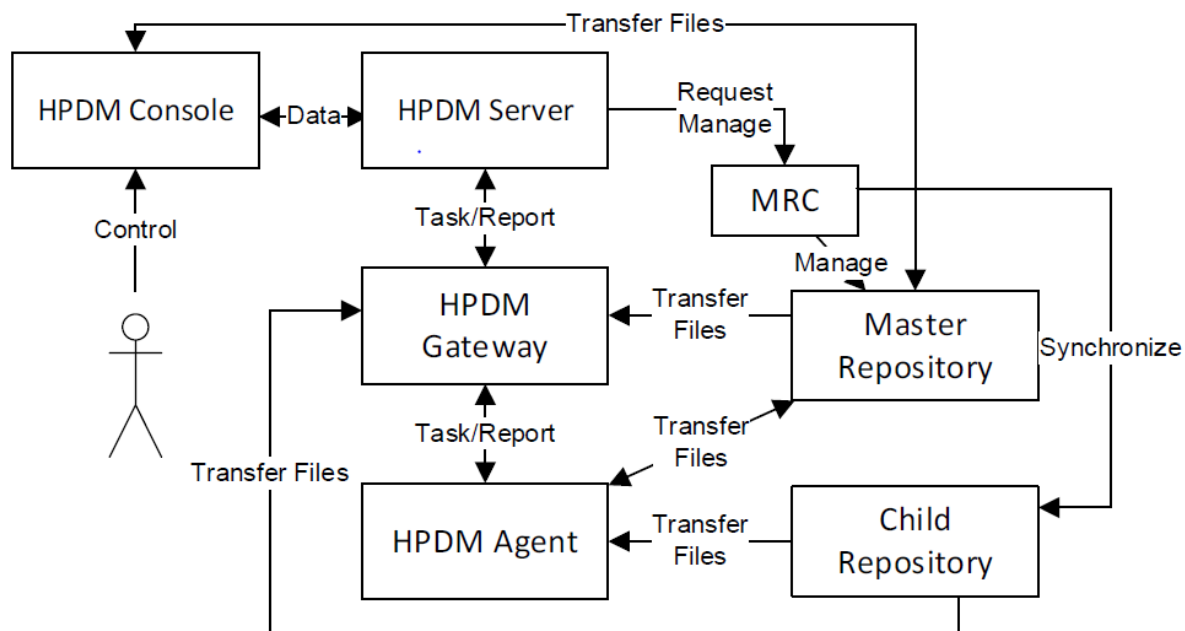 Transfer Files
HPDM Console
Data
HPDM Server
Request
Manage
MRC
Control
Task/Report
Manage
HPDM
Gateway
Transfer
Files
Master
Repository
Synchronize
Task/Report
Transfer
Files
Transfer Files
HPDM Agent
Transfer
Files
Child
Repository